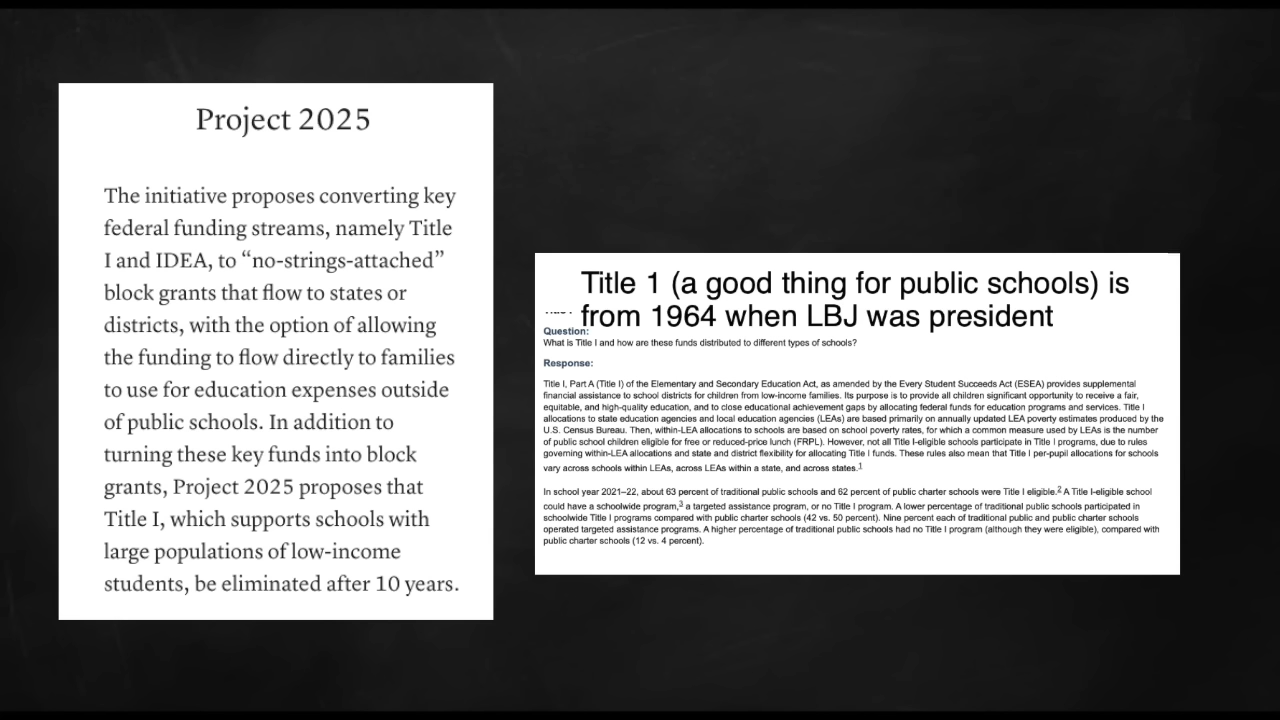 Project 2025
The initiative proposes converting key
federal funding streams, namely Title
I and IDEA, to “no-strings-attached”
block grants that flow to states or
districts, with the option of allowing
the funding to flow directly to families
to use for education expenses outside
of public schools. In addition to
turning these key funds into block
grants, Project 2025 proposes that
Title I, which supports schools with
large populations of low-income
students, be eliminated after 10 years.
Title 1 (a good thing for public schools) is
from 1964 when LBJ was president
Question:
What is Title I and how are these funds distributed to different types of schools?
Response:
Title I, Part A (Title I) of the Elementary and Secondary Education Act, as amended by the Every Student Succeeds Act (ESEA) provides supplemental
financial assistance to school districts for children from low-income families. Its purpose is to provide all children significant opportunity to receive a fair,
equitable, and high-quality education, and to close educational achievement gaps by allocating federal funds for education programs and services. Title I
allocations to state education agencies and local education agencies (LEAs) are based primarily on annually updated LEA poverty estimates produced by the
U.S. Census Bureau. Then, within-LEA allocations to schools are based on school poverty rates, for which a common measure used by LEAs is the number
of public school children eligible for free or reduced-price lunch (FRPL). However, not all Title I-eligible schools participate in Title I programs, due to rules
governing within-LEA allocations and state and district flexibility for allocating Title I funds. These rules also mean that Title I per-pupil allocations for schools
vary across schools within LEAs, across LEAs within a state, and across states.1
In school year 2021–22, about 63 percent of traditional public schools and 62 percent of public charter schools were Title I eligible.2 A Title I-eligible school
could have a schoolwide program,3 a targeted assistance program, or no Title I program. A lower percentage of traditional public schools participated in
schoolwide Title I programs compared with public charter schools (42 vs. 50 percent). Nine percent each of traditional public and public charter schools
operated targeted assistance programs. A higher percentage of traditional public schools had no Title I program (although they were eligible), compared with
public charter schools (12 vs. 4 percent).